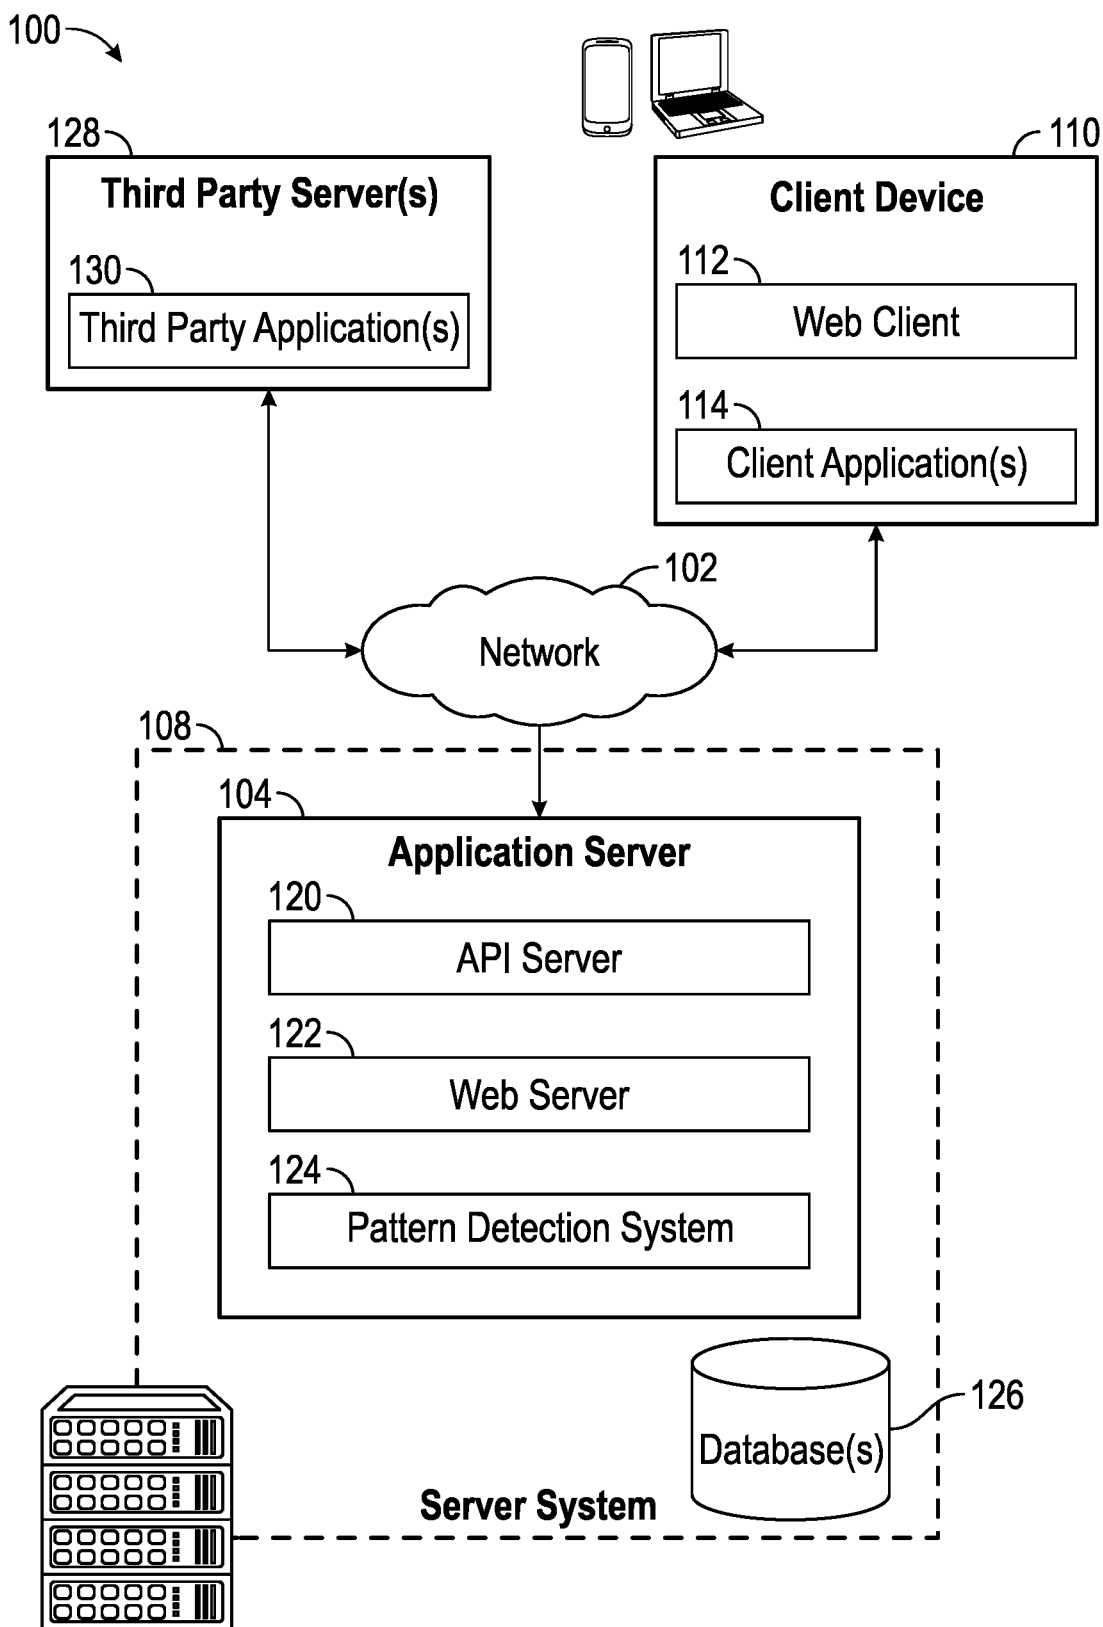 100
128
Third Party Server(s)
130
Third Party Application(s)
110
Client Device
112
Web Client
114
Client Application(s)
102
Network
108
104
Application Server
120
API Server
122
Web Server
124
Pattern Detection System
126
Database(s)
Server System